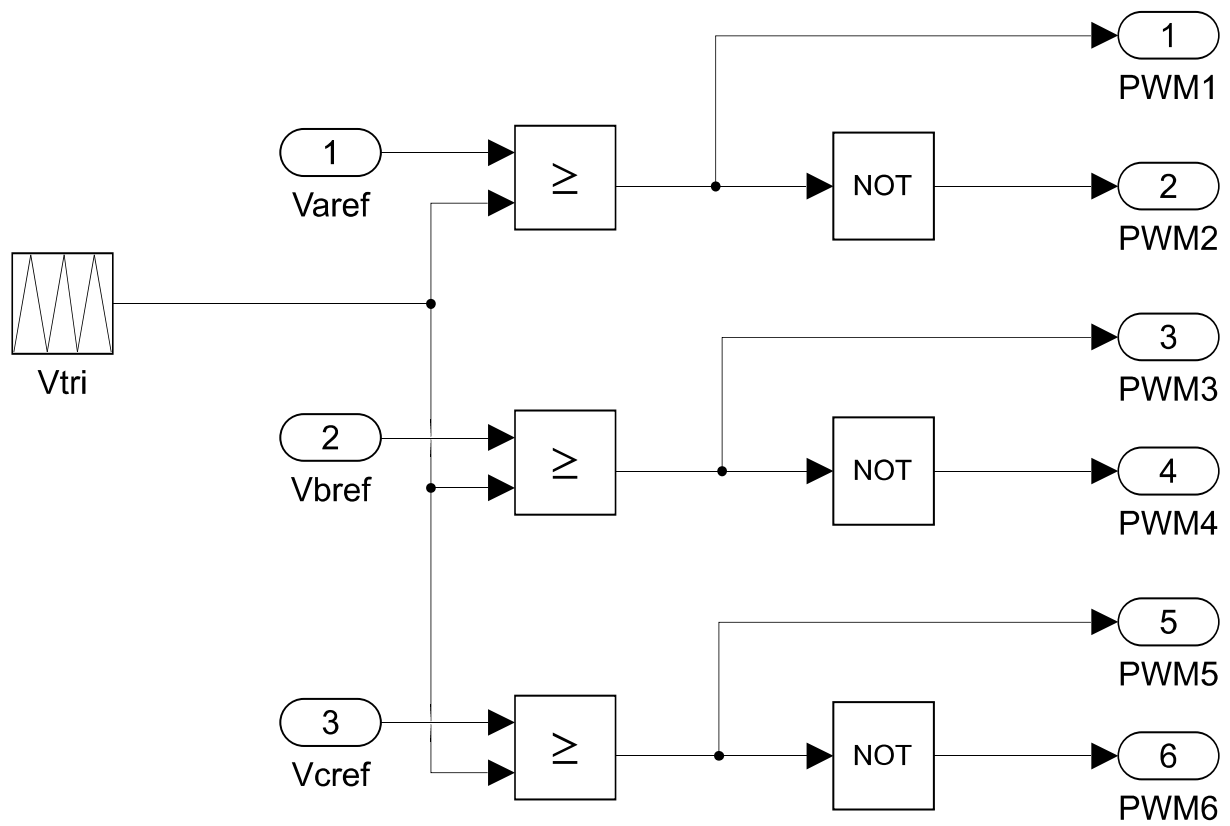 1
PWM1
1
Varef
≥
NOT
2
PWM2
Vtri
3
PWM3
2
Vbref
≥
NOT
4
PWM4
5
PWM5
3
Vcref
≥
NOT
6
PWM6